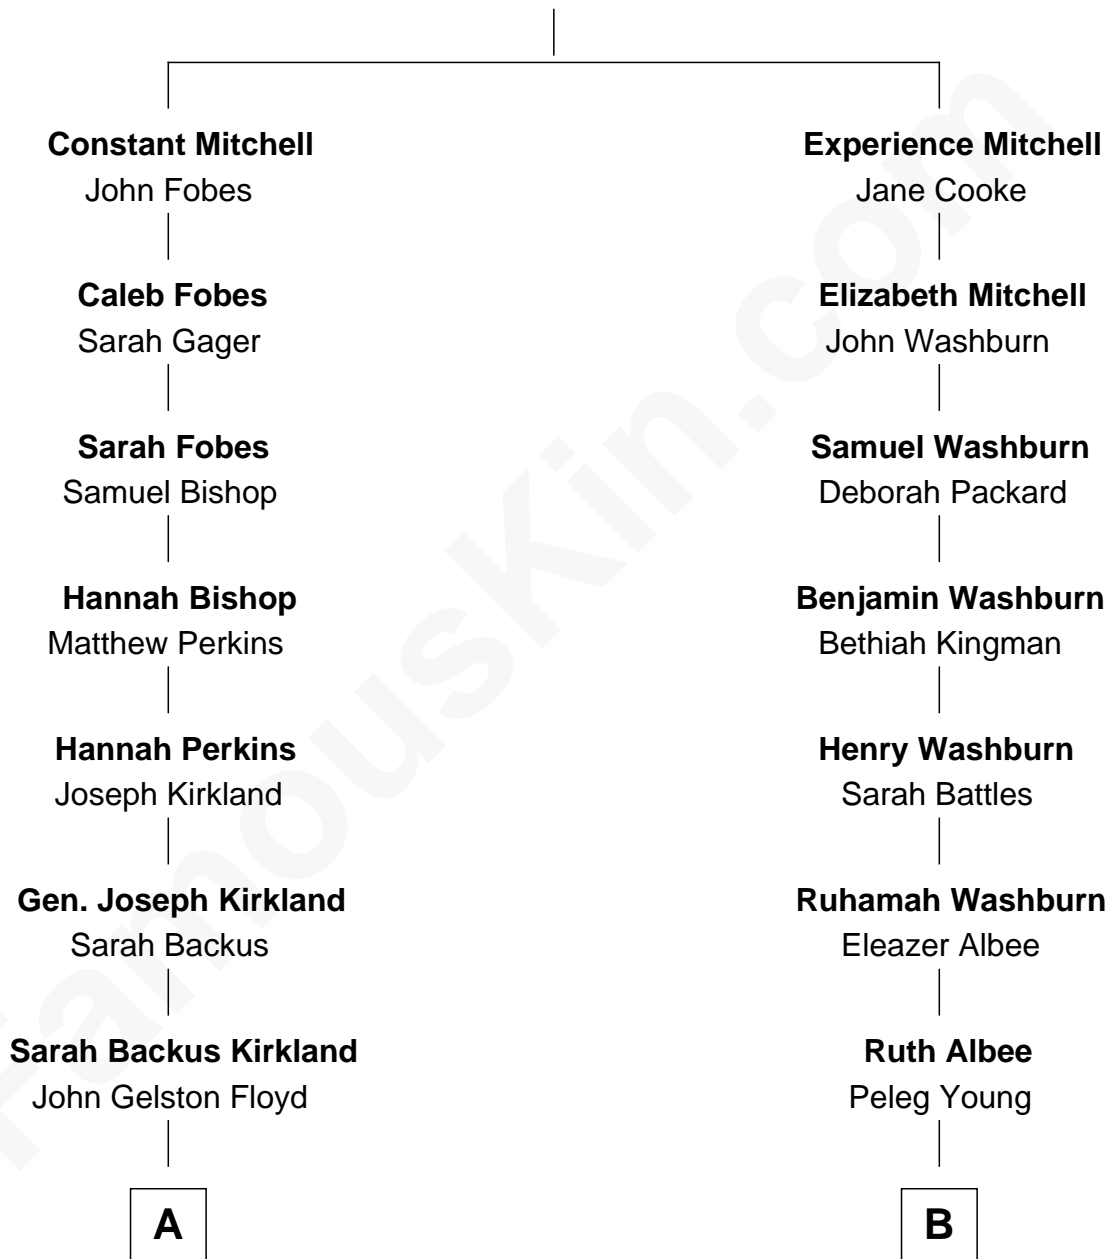 Constant Mitchell
John Fobes
Caleb Fobes
Sarah Gager
Sarah Fobes
Samuel Bishop
Hannah Bishop
Matthew Perkins
Hannah Perkins
Joseph Kirkland
Gen. Joseph Kirkland
Sarah Backus
Sarah Backus Kirkland
John Gelston Floyd
A
Experience Mitchell
Jane Cooke
Elizabeth Mitchell
John Washburn
Samuel Washburn
Deborah Packard
Benjamin Washburn
Bethiah Kingman
Henry Washburn
Sarah Battles
Ruhamah Washburn
Eleazer Albee
Ruth Albee
Peleg Young
B
FamousKin.com